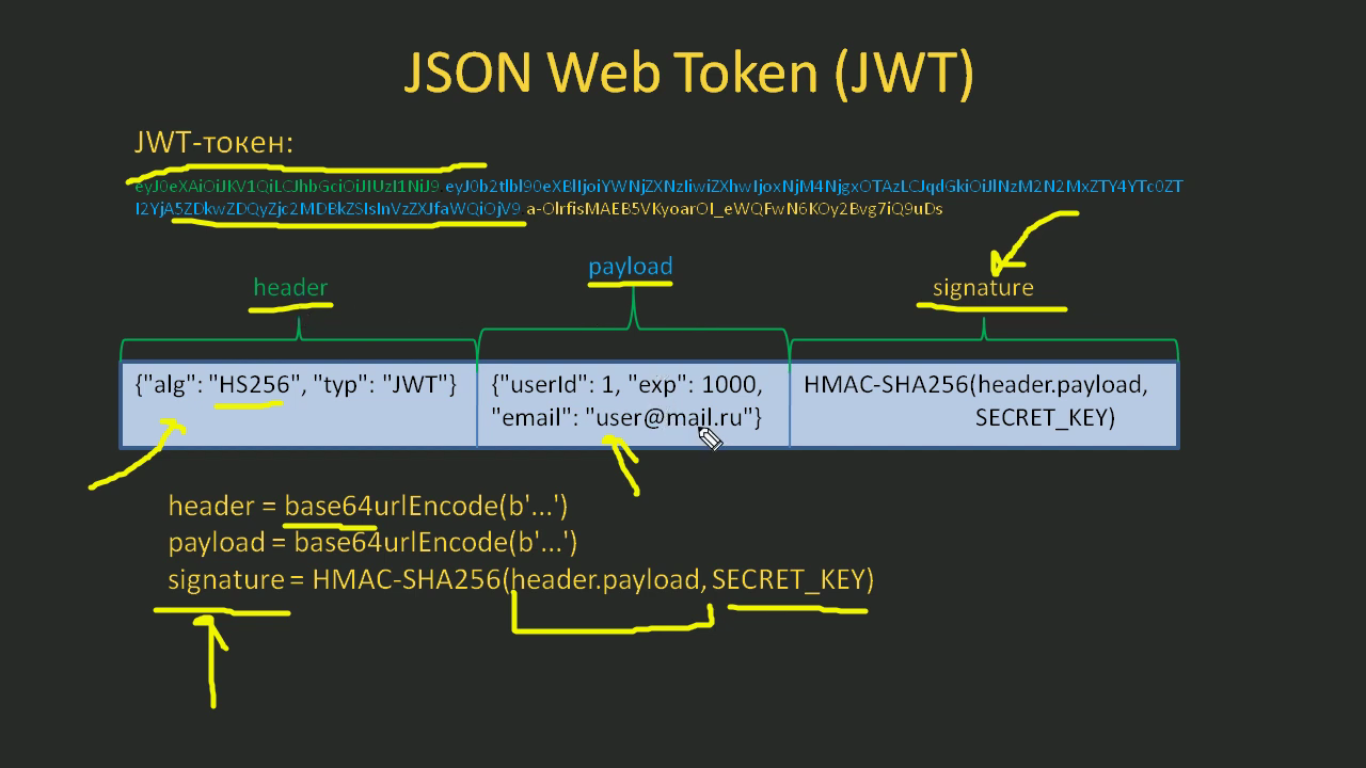 JSON Web Token (JWT)
JWT-токен:
eyJ0eXAiOiJKV1QiLCJhbGciOiJIUzI1NiJ9.eyJ0b2tlbl90eXBlIjoiYWNjZXNzIiwiZXhwIjoxNjM4NjgxOTAzLCJqdGkiOiJlNzM2N2MxZTY4YTc0ZT
I2YjA5ZDkwZDQyZjc2MDBkZSIsInVzZXJfaWQiOjV9.a-OlrfisMAEB5VKyoarOI_eWQFwN6KOy2Bvg7iQ9uDs
payload
header
signature
{"alg": "HS256", "typ": "JWT"}
{"userId": 1, "exp": 1000,
"email": "user@mail.ru"}
HMAC-SHA256(header.payload,
SECRET_KEY)
header = base64urlEncode(b'...')
payload = base64urlEncode(b'...')
signature = HMAC-SHA256(header.payload, SECRET_KEY)